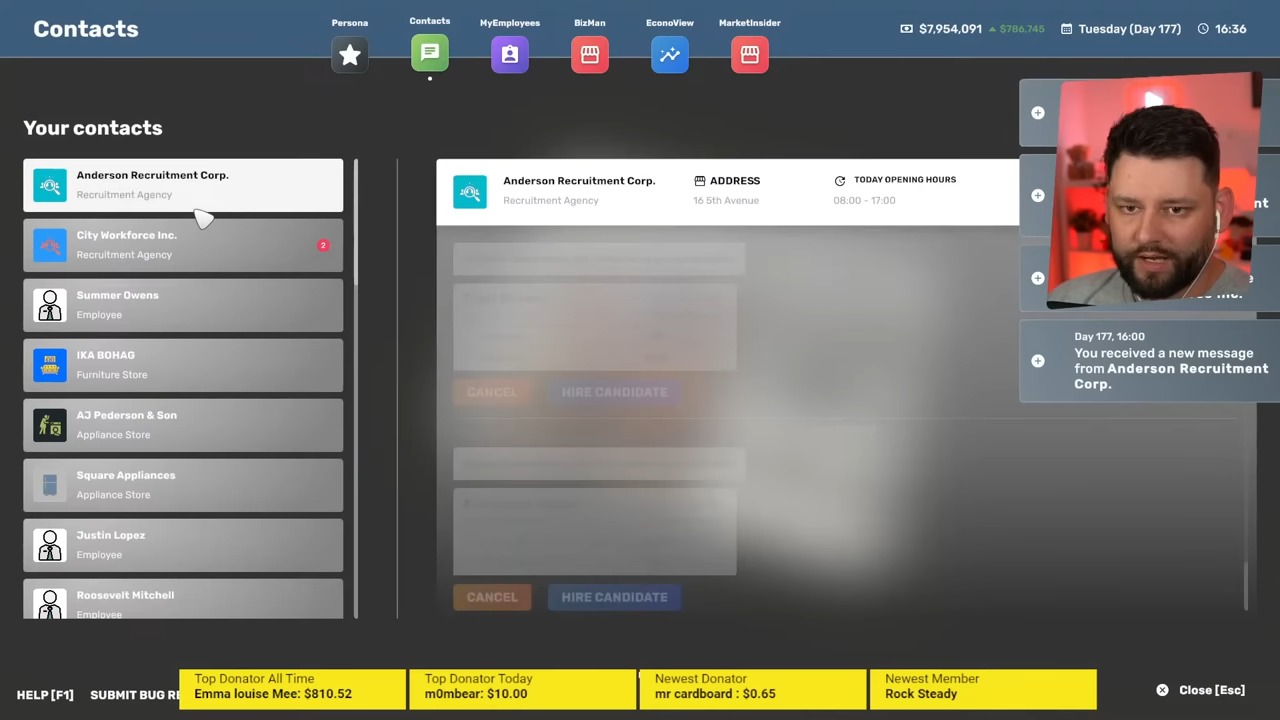 Contacts
Persona
Contacts
MyEmployees
BizMan
EconoView
MarketInsider
$7,954,091
$786,745
Tuesday (Day 177)
16:36
Your contacts
Anderson Recruitment Corp.
Recruitment Agency
City Workforce Inc.
Recruitment Agency
2
Summer Owens
Employee
IKA BOHAG
Furniture Store
AJ Pederson & Son
Appliance Store
Square Appliances
Appliance Store
Justin Lopez
Employee
Roosevelt Mitchell
Employee
Anderson Recruitment Corp.
Recruitment Agency
ADDRESS
16 5th Avenue
TODAY OPENING HOURS
08:00 - 17:00
CANCEL
HIRE CANDIDATE
CANCEL
HIRE CANDIDATE
Day 177, 16:00
You received a new message
from Anderson Recruitment
Corp.
HELP [F1]
SUBMIT BUG RE
Top Donator All Time
Emma louise Mee: $810.52
Top Donator Today
m0mbear: $10.00
Newest Donator
mr cardboard : $0.65
Newest Member
Rock Steady
Close [Esc]